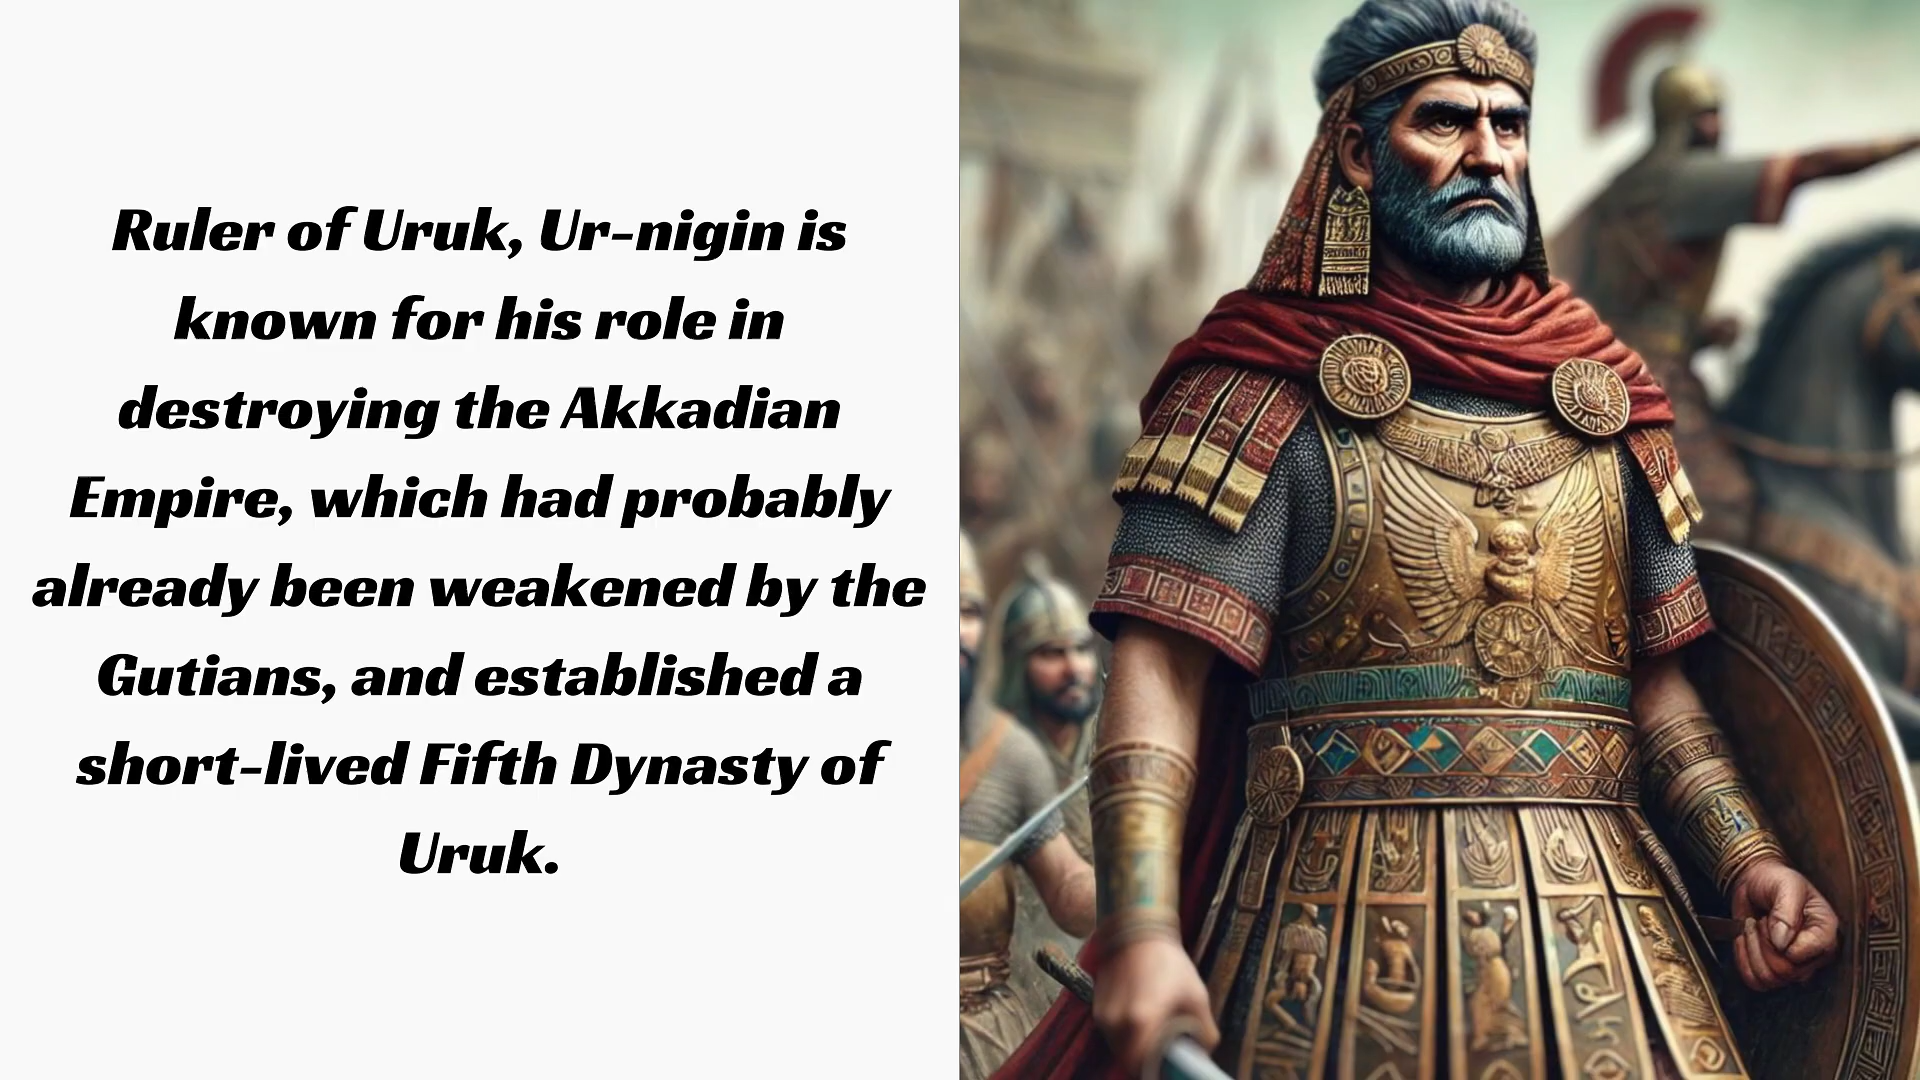 Ruler of Uruk, Ur-nigin is
known for his role in
destroying the Akkadian
Empire, which had probably
already been weakened by the
Gutians, and established a
short-lived Fifth Dynasty of
Uruk.